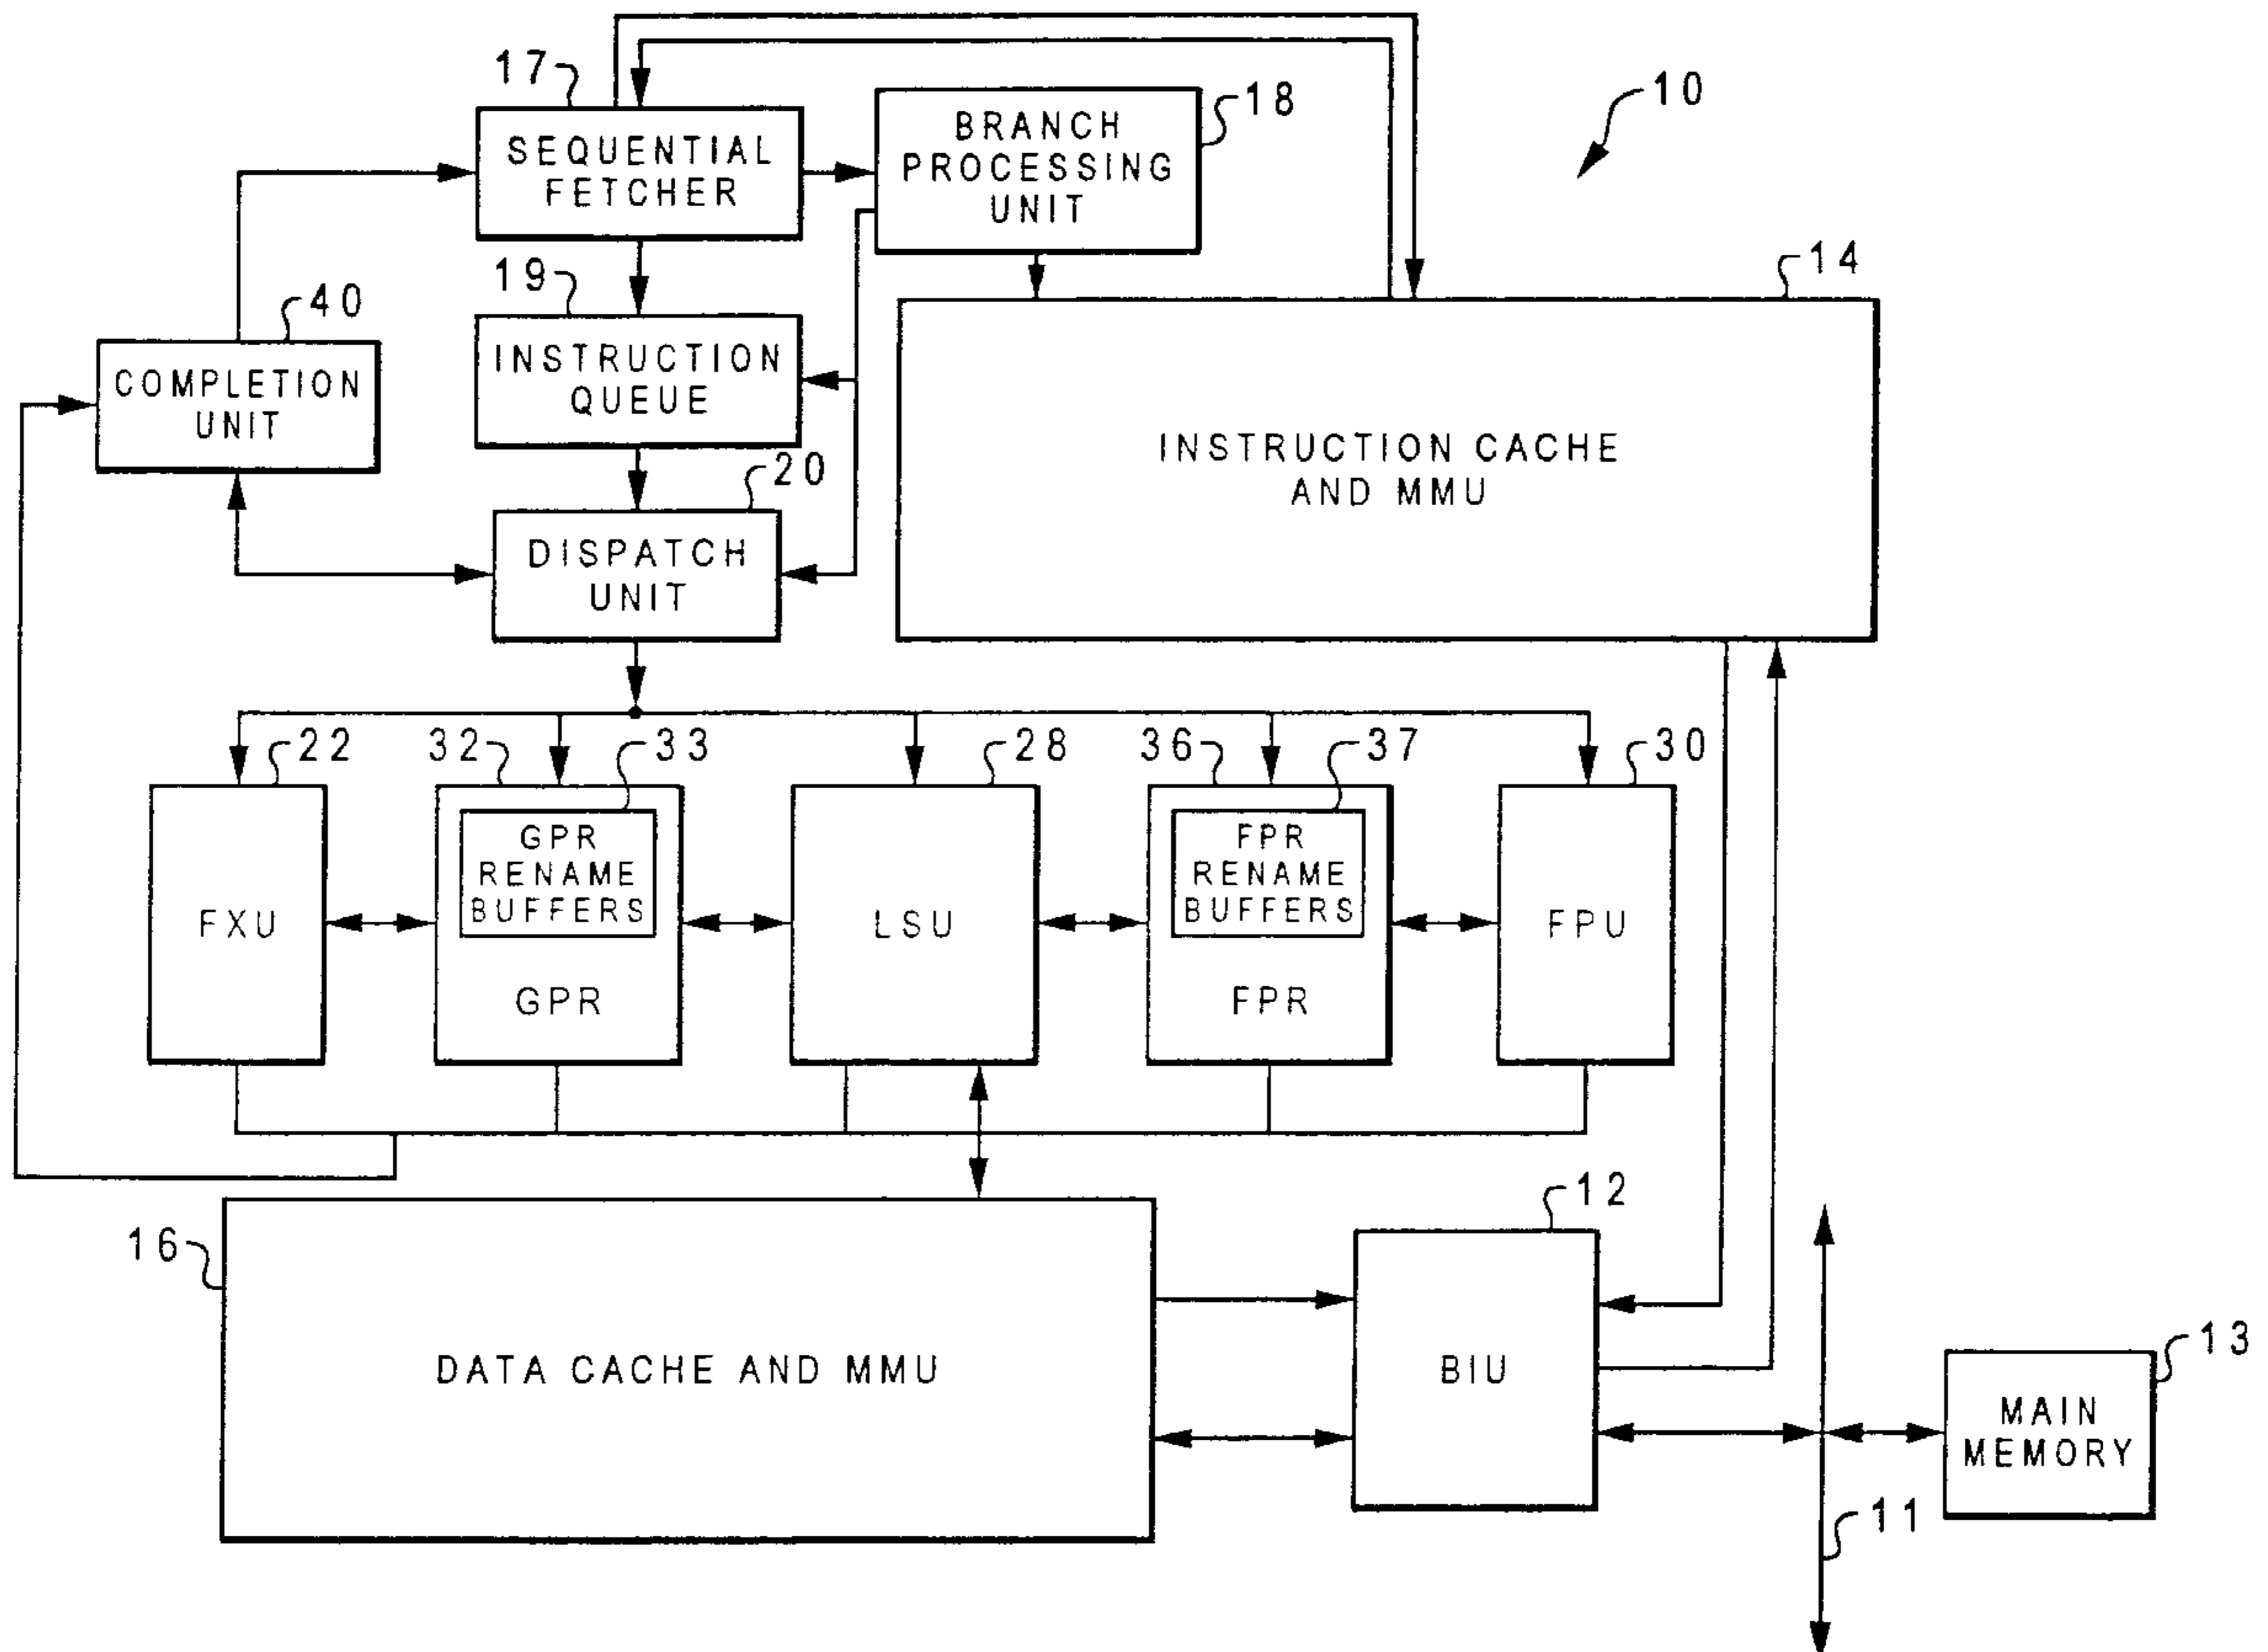 17
SEQUENTIAL
FETCHER
BRANCH
PROCESSING
UNIT
18
10
19
INSTRUCTION
QUEUE
14
INSTRUCTION CACHE
AND MMU
40
COMPLETION
UNIT
20
DISPATCH
UNIT
22
32
33
28
36
37
30
FXU
GPR
RENAME
BUFFERS
GPR
LSU
FPR
RENAME
BUFFERS
FPR
FPU
16
DATA CACHE AND MMU
12
BIU
13
MAIN
MEMORY
11